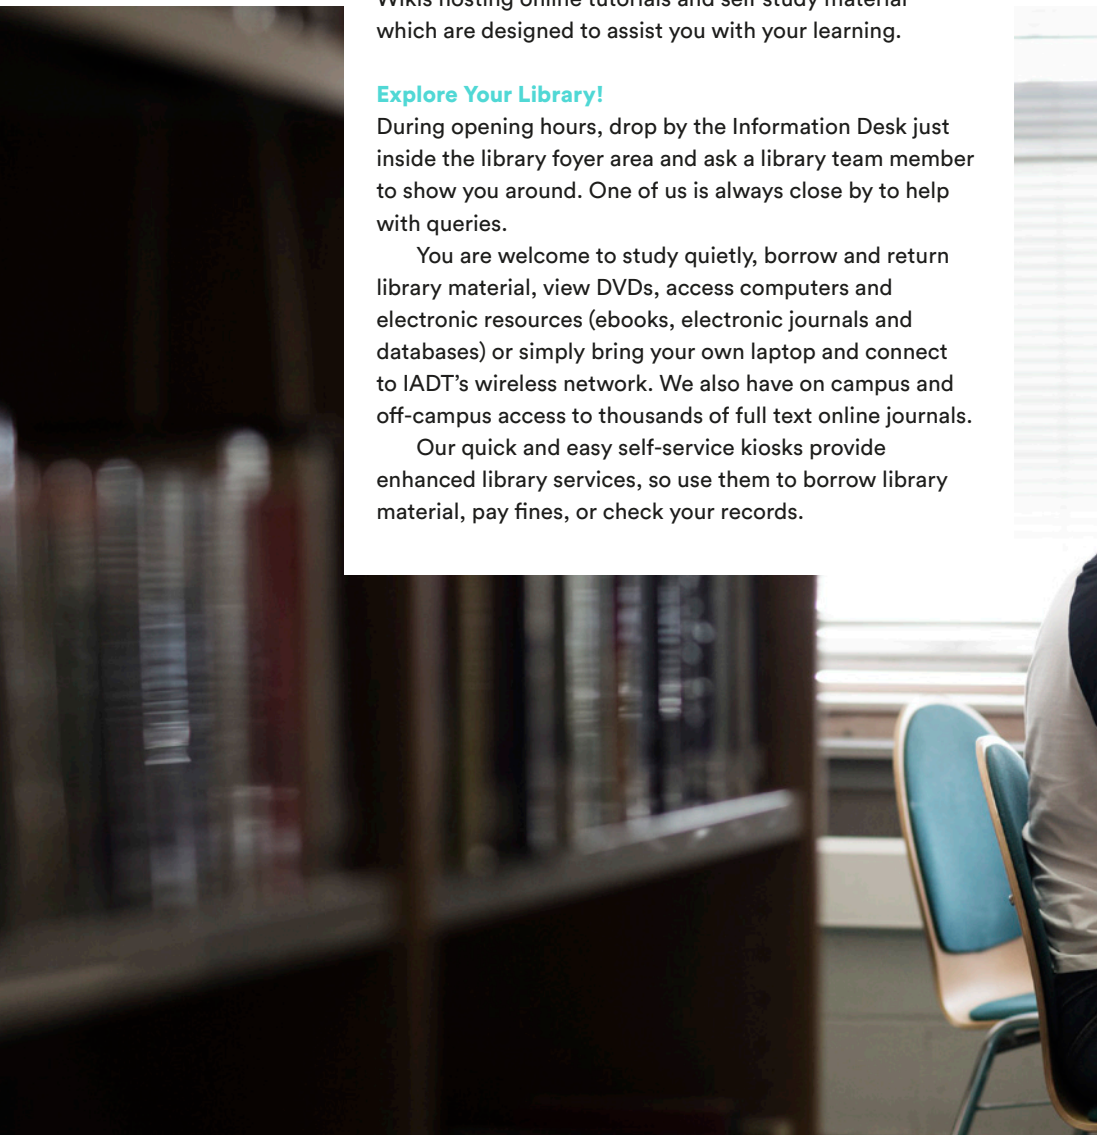 Wikis hosting online tutorials and self study material
which are designed to assist you with your learning.
Explore Your Library!
During opening hours, drop by the Information Desk just
inside the library foyer area and ask a library team member
to show you around. One of us is always close by to help
with queries.
You are welcome to study quietly, borrow and return
library material, view DVDs, access computers and
electronic resources (ebooks, electronic journals and
databases) or simply bring your own laptop and connect
to IADT’s wireless network. We also have on campus and
off-campus access to thousands of full text online journals.
Our quick and easy self-service kiosks provide
enhanced library services, so use them to borrow library
material, pay fines, or check your records.